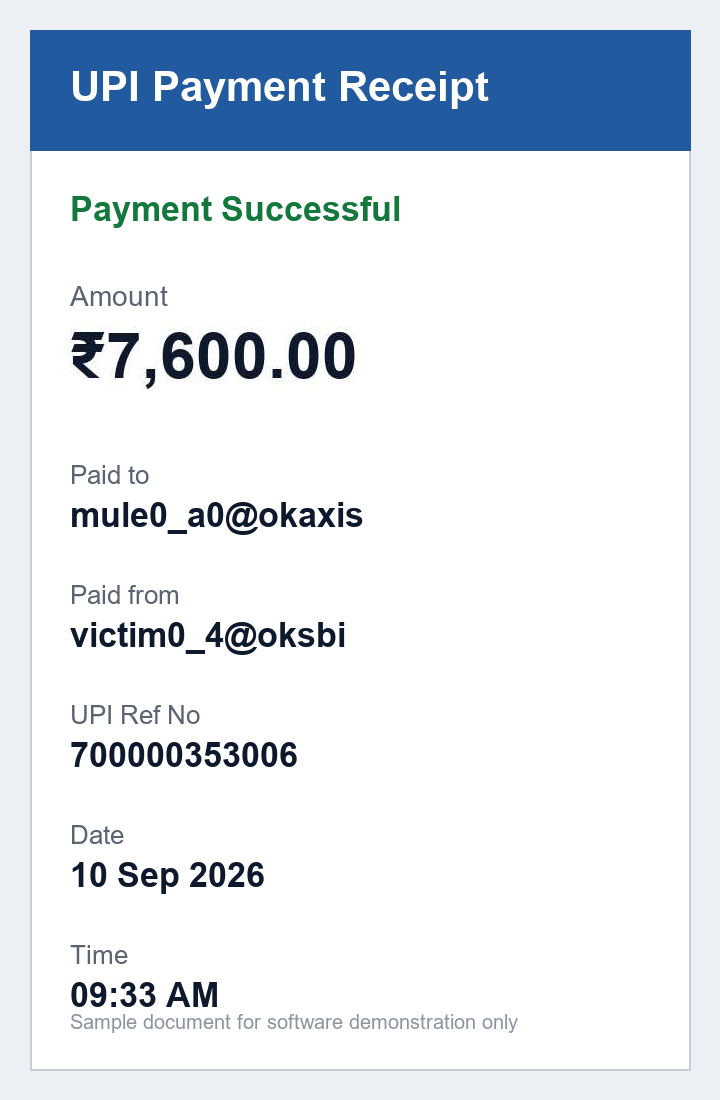 UPI Payment Receipt
Payment Successful
Amount
₹7,600.00
Paid to
mule0_a0@okaxis
Paid from
victim0_4@oksbi
UPI Ref No
700000353006
Date
10 Sep 2026
Time
09:33 AM
Sample document for software demonstration only